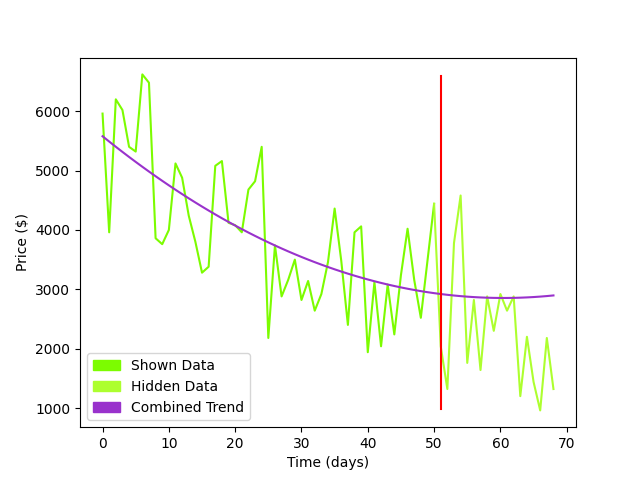 6000
5000
4000
3000
2000
1000
Price ($)
Shown Data
Hidden Data
Combined Trend
0 10 20 30 40 50 60 70
Time (days)